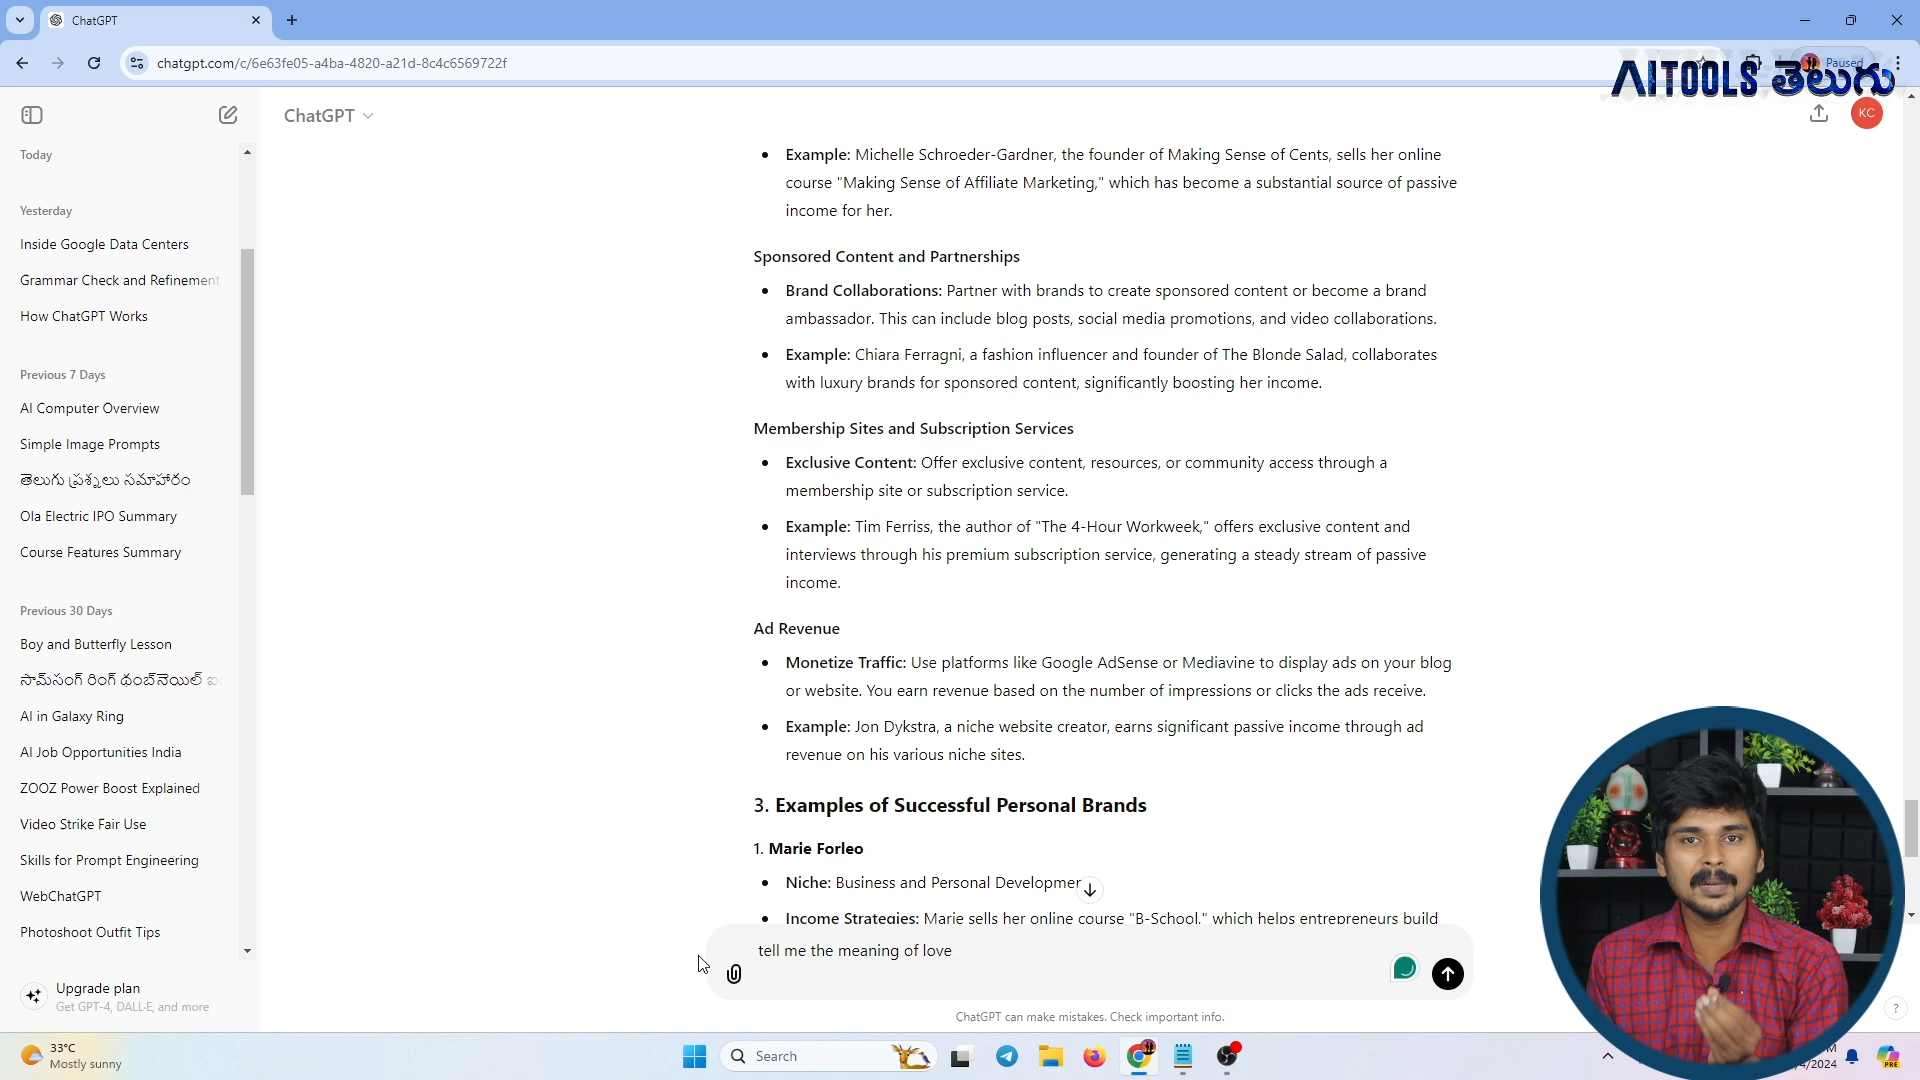 ChatGPT
chatgpt.com/c/6e63fe05-a4ba-4820-a21d-8c4c6569722f
Paused
AITOOLS తెలుగు
ChatGPT
KC
Today
Yesterday
Inside Google Data Centers
Grammar Check and Refinement
How ChatGPT Works
Previous 7 Days
AI Computer Overview
Simple Image Prompts
తెలుగు ప్రశ్నలు సమాహారం
Ola Electric IPO Summary
Course Features Summary
Previous 30 Days
Boy and Butterfly Lesson
సామ్‌సంగ్ రింగ్ థంబ్‌నెయిల్
AI in Galaxy Ring
AI Job Opportunities India
ZOOZ Power Boost Explained
Video Strike Fair Use
Skills for Prompt Engineering
WebChatGPT
Photoshoot Outfit Tips
Upgrade plan
Get GPT-4, DALL·E, and more
• Example: Michelle Schroeder-Gardner, the founder of Making Sense of Cents, sells her online
course "Making Sense of Affiliate Marketing," which has become a substantial source of passive
income for her.
Sponsored Content and Partnerships
• Brand Collaborations: Partner with brands to create sponsored content or become a brand
ambassador. This can include blog posts, social media promotions, and video collaborations.
• Example: Chiara Ferragni, a fashion influencer and founder of The Blonde Salad, collaborates
with luxury brands for sponsored content, significantly boosting her income.
Membership Sites and Subscription Services
• Exclusive Content: Offer exclusive content, resources, or community access through a
membership site or subscription service.
• Example: Tim Ferriss, the author of "The 4-Hour Workweek," offers exclusive content and
interviews through his premium subscription service, generating a steady stream of passive
income.
Ad Revenue
• Monetize Traffic: Use platforms like Google AdSense or Mediavine to display ads on your blog
or website. You earn revenue based on the number of impressions or clicks the ads receive.
• Example: Jon Dykstra, a niche website creator, earns significant passive income through ad
revenue on his various niche sites.
3. Examples of Successful Personal Brands
1. Marie Forleo
• Niche: Business and Personal Developmen
• Income Strategies: Marie sells her online course "B-School," which helps entrepreneurs build
tell me the meaning of love
ChatGPT can make mistakes. Check important info.
?
33°C
Mostly sunny
Search
M
/4/2024
PRE